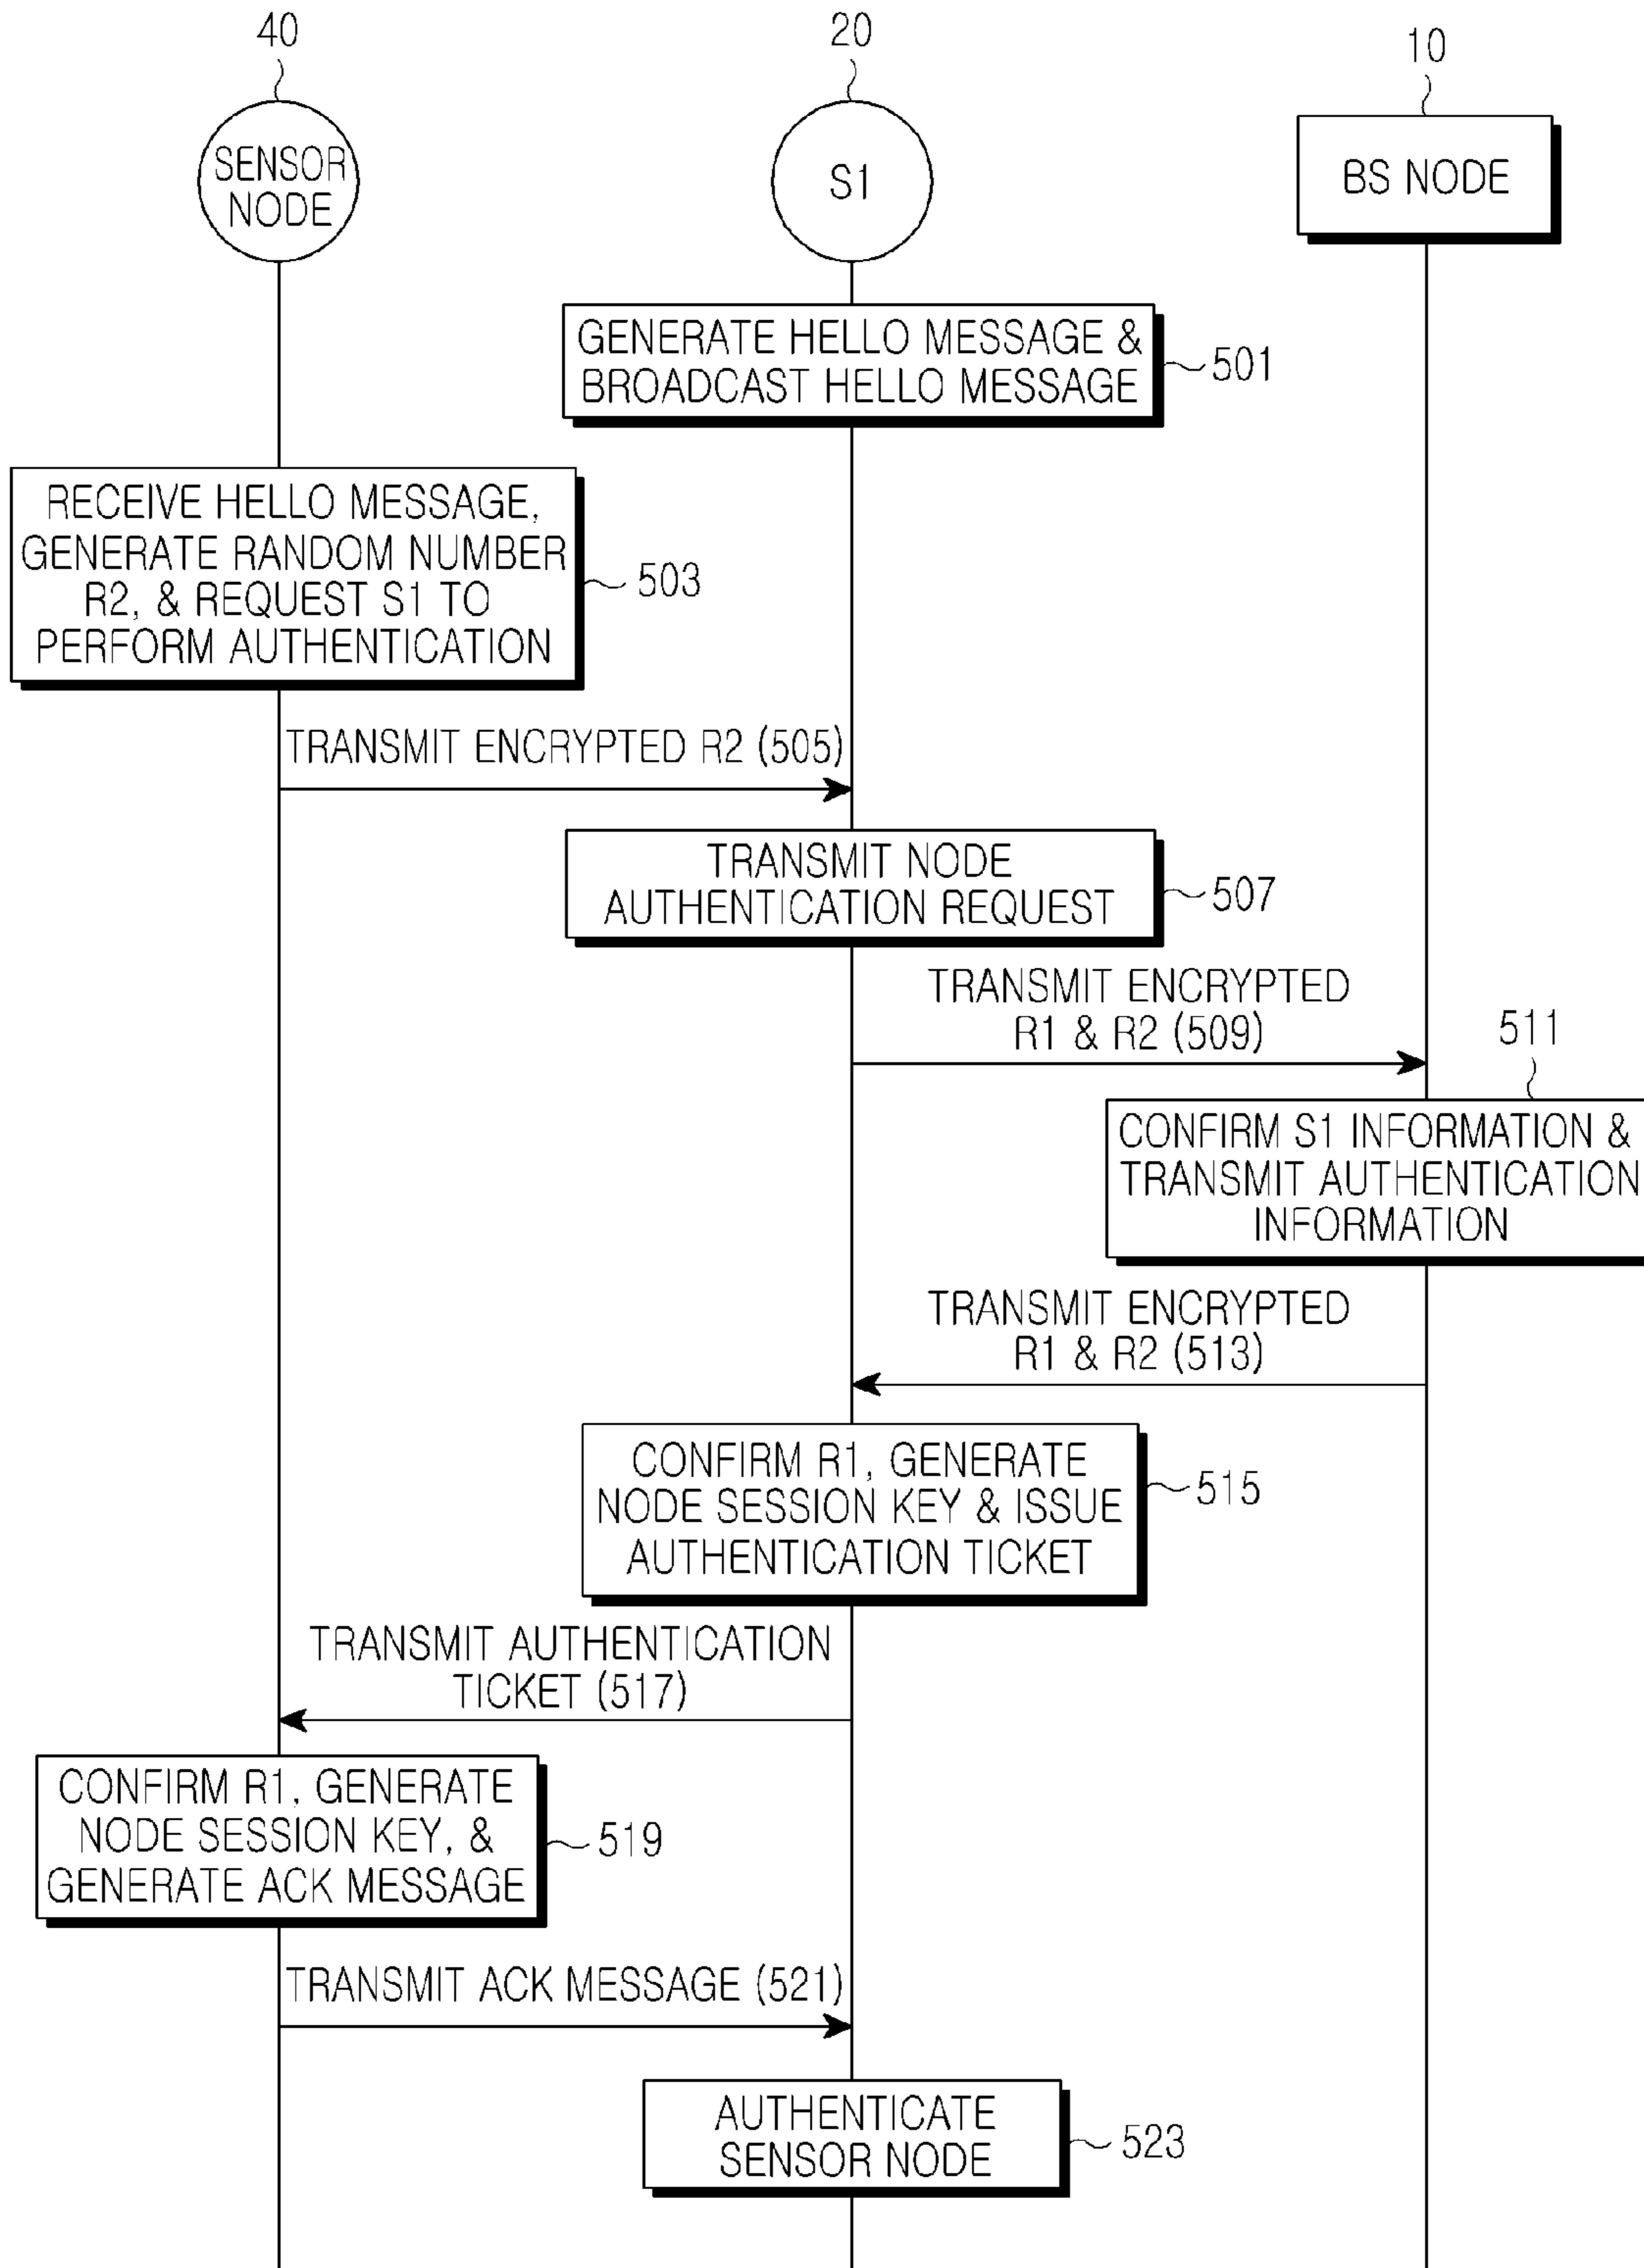 40
20
10
SENSOR
NODE
S1
BS NODE
GENERATE HELLO MESSAGE &
BROADCAST HELLO MESSAGE
501
RECEIVE HELLO MESSAGE,
GENERATE RANDOM NUMBER
R2, & REQUEST S1 TO
PERFORM AUTHENTICATION
503
TRANSMIT ENCRYPTED R2 (505)
TRANSMIT NODE
AUTHENTICATION REQUEST
507
TRANSMIT ENCRYPTED
R1 & R2 (509)
511
CONFIRM S1 INFORMATION &
TRANSMIT AUTHENTICATION
INFORMATION
TRANSMIT ENCRYPTED
R1 & R2 (513)
CONFIRM R1, GENERATE
NODE SESSION KEY & ISSUE
AUTHENTICATION TICKET
515
TRANSMIT AUTHENTICATION
TICKET (517)
CONFIRM R1, GENERATE
NODE SESSION KEY, &
GENERATE ACK MESSAGE
519
TRANSMIT ACK MESSAGE (521)
AUTHENTICATE
SENSOR NODE
523